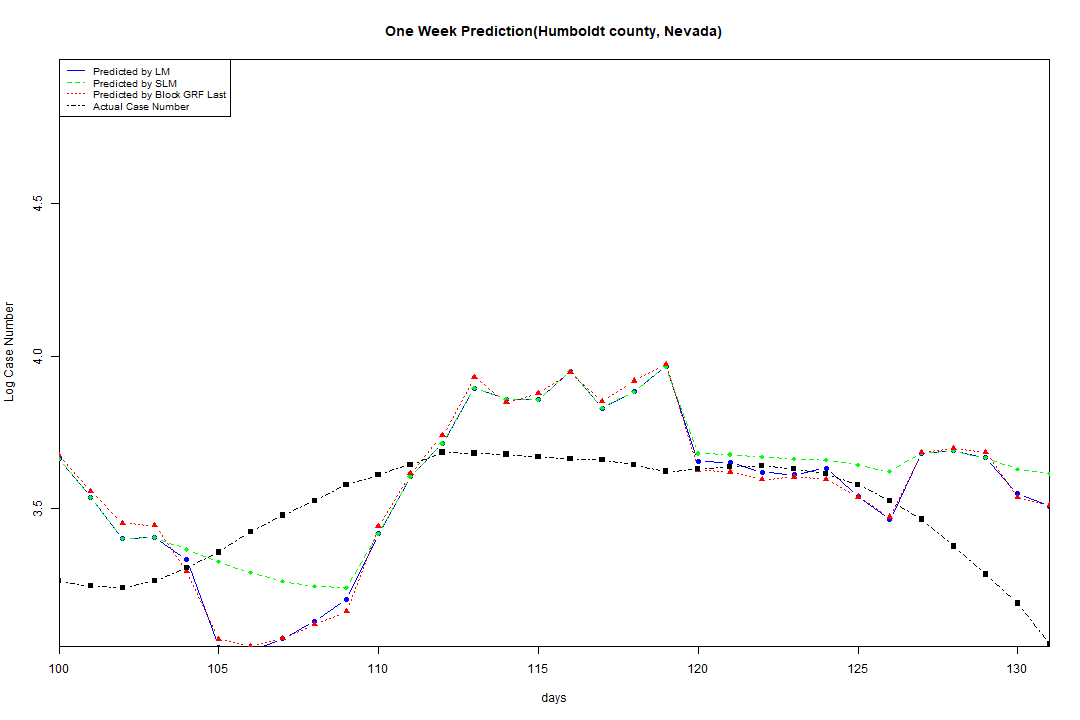 One Week Prediction(Humboldt county, Nevada)
Predicted by LM
Predicted by SLM
Predicted by Block GRF Last
Actual Case Number
4.5
4.0
3.5
Log Case Number
100 105 110 115 120 125 130
days